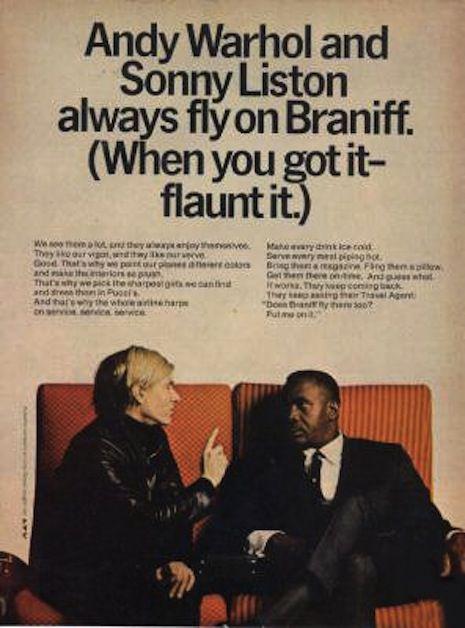 Andy Warhol and
Sonny Liston
always fly on Braniff.
(When you got it–
flaunt it.)
We see them a lot, and they always enjoy themselves.
They like our vigor, and they like our verve.
Good. That's why we paint our planes different colors
and make the interiors so plush.
That's why we pick the sharpest girls we can find
and dress them in Pucci's.
And that's why the whole airline harps
on service, service, service.
Make every drink ice cold.
Serve every meal piping hot.
Bring them a magazine. Fling them a pillow.
Get them there on-time. And guess what.
It works. They keep coming back.
They keep asking their Travel Agent:
"Does Braniff fly there too?
Put me on it."